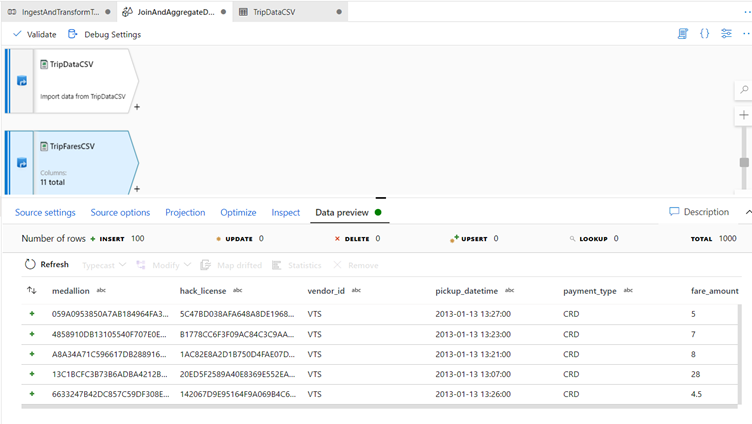 IngestAndTransformT... JoinAndAggregateD... TripDataCSV
Validate Debug Settings
TripDataCSV
Import data from TripDataCSV
TripFaresCSV
Columns:
11 total
Source settings Source options Projection Optimize Inspect Data preview Description
Number of rows INSERT 100 UPDATE 0 DELETE 0 UPSERT 0 LOOKUP 0 TOTAL 1000
Refresh Typecast Modify Map drifted Statistics Remove
medallion abc hack_license abc vendor_id abc pickup_datetime abc payment_type abc fare_amount
059A0953850A7AB184964FA3... 5C47BD038AFA648A8DE1968... VTS 2013-01-13 13:27:00 CRD 5
4858910DB13105540F707E0E... B1778CC6F3F09AC84C3C9AA... VTS 2013-01-13 13:23:00 CRD 7
A8A34A71C596617DB288916... 1AC82E8A2D1B750D4FAE07D... VTS 2013-01-13 13:21:00 CRD 8
13C1BCFC3B73B6ADBA4212B... 20ED5F2589A40E8369E552EA... VTS 2013-01-13 13:07:00 CRD 28
6633247B42DC857C59DF308E... 142067D9E95164F9A069B4C6... VTS 2013-01-13 13:26:00 CRD 4.5